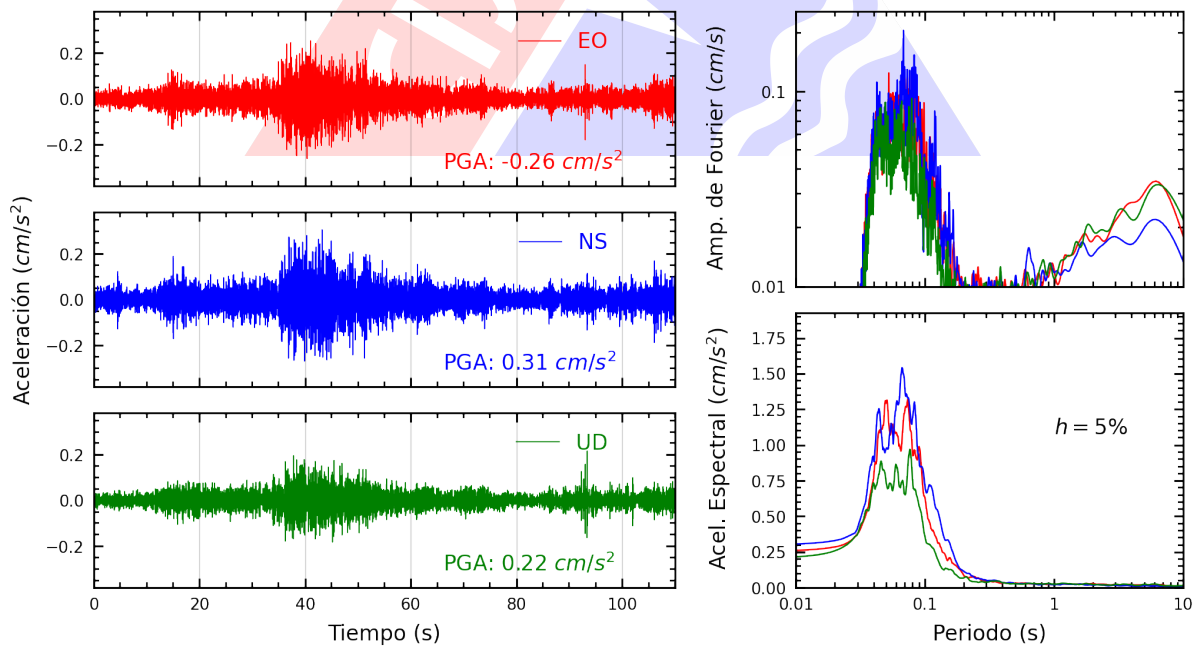 Aceleración (cm/s²)
0.2
0.0
−0.2
EO
PGA: -0.26 cm/s²
0.2
0.0
−0.2
NS
PGA: 0.31 cm/s²
0.2
0.0
−0.2
UD
PGA: 0.22 cm/s²
0 20 40 60 80 100
Tiempo (s)
Amp. de Fourier (cm/s)
0.1
0.01
Acel. Espectral (cm/s²)
1.75
1.50
1.25
1.00
0.75
0.50
0.25
0.00
h = 5%
0.01 0.1 1 10
Periodo (s)